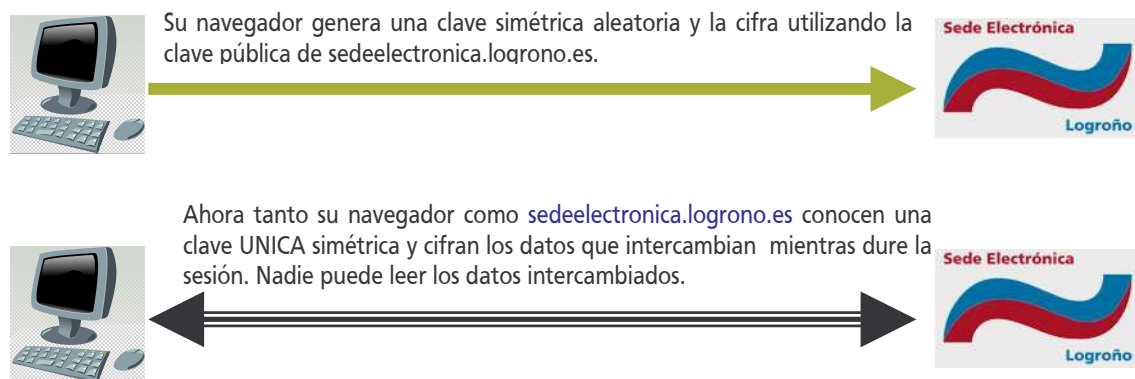 Su navegador genera una clave simétrica aleatoria y la cifra utilizando la
clave pública de sedeelectronica.logrono.es.
Sede Electrónica
Logroño
Ahora tanto su navegador como sedeelectronica.logrono.es conocen una
clave UNICA simétrica y cifran los datos que intercambian mientras dure la
sesión. Nadie puede leer los datos intercambiados.
Sede Electrónica
Logroño